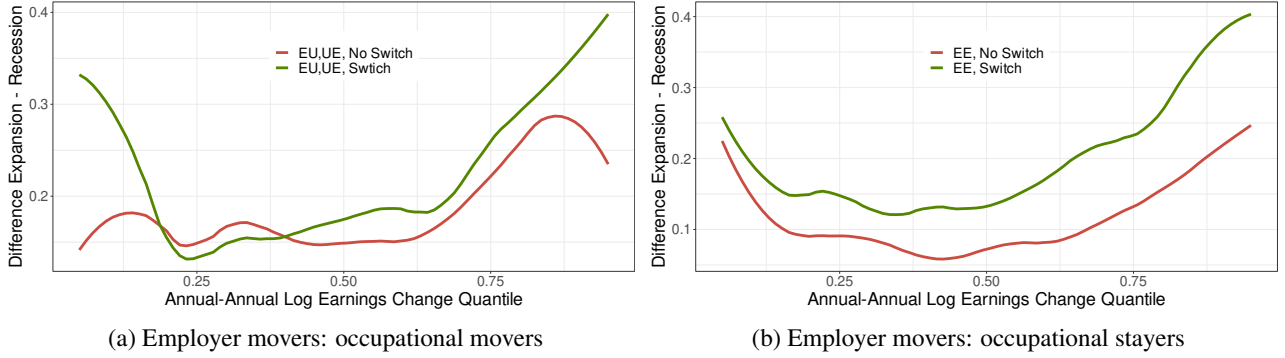 Difference Expansion - Recession
0.4
0.3
0.2
EU,UE, No Switch
EU,UE, Swtich
0.25
0.50
0.75
Annual-Annual Log Earnings Change Quantile
(a) Employer movers: occupational movers
Difference Expansion - Recession
0.4
0.3
0.2
0.1
EE, No Switch
EE, Switch
0.25
0.50
0.75
Annual-Annual Log Earnings Change Quantile
(b) Employer movers: occupational stayers